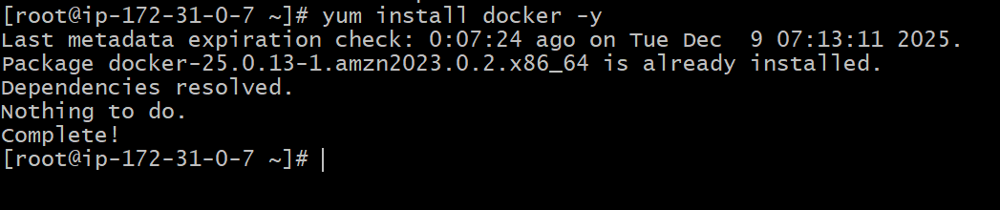 [root@ip-172-31-0-7 ~]# yum install docker -y
Last metadata expiration check: 0:07:24 ago on Tue Dec  9 07:13:11 2025.
Package docker-25.0.13-1.amzn2023.0.2.x86_64 is already installed.
Dependencies resolved.
Nothing to do.
Complete!
[root@ip-172-31-0-7 ~]#